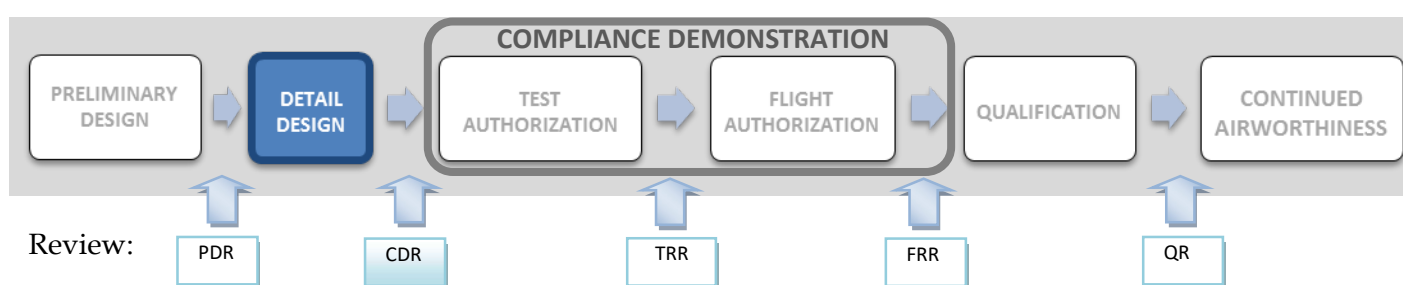 COMPLIANCE DEMONSTRATION
PRELIMINARY
DESIGN
DETAIL
DESIGN
TEST
AUTHORIZATION
FLIGHT
AUTHORIZATION
QUALIFICATION
CONTINUED
AIRWORTHINESS
Review:
PDR
CDR
TRR
FRR
QR